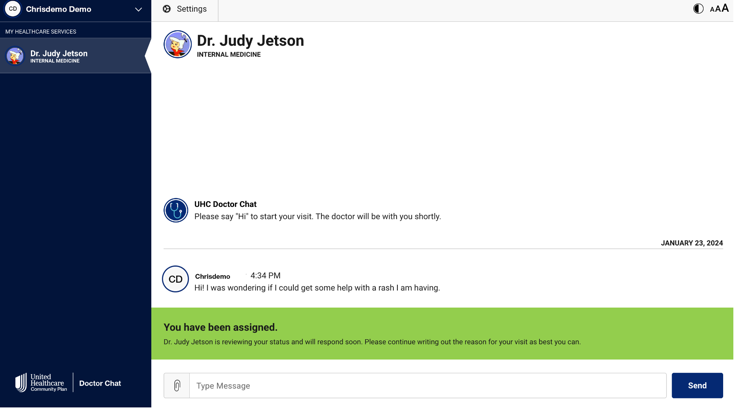 CD Chrisdemo Demo
Settings
AAA
MY HEALTHCARE SERVICES
Dr. Judy Jetson
INTERNAL MEDICINE
Dr. Judy Jetson
INTERNAL MEDICINE
UHC Doctor Chat
Please say "Hi" to start your visit. The doctor will be with you shortly.
JANUARY 23, 2024
CD
Chrisdemo 4:34 PM
Hi! I was wondering if I could get some help with a rash I am having.
You have been assigned.
Dr. Judy Jetson is reviewing your status and will respond soon. Please continue writing out the reason for your visit as best you can.
United
Healthcare
Community Plan
Doctor Chat
Type Message
Send